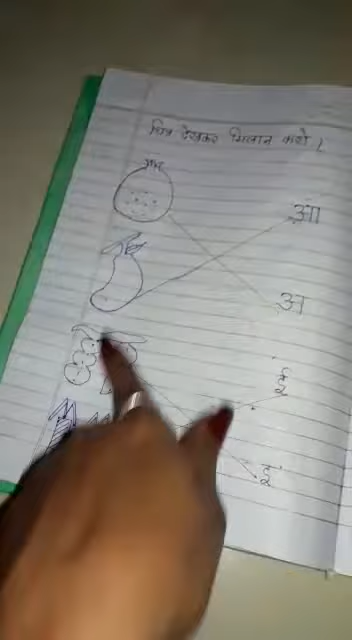 चित्र देखकर मिलान करो ।
आ
अ
ई
इ